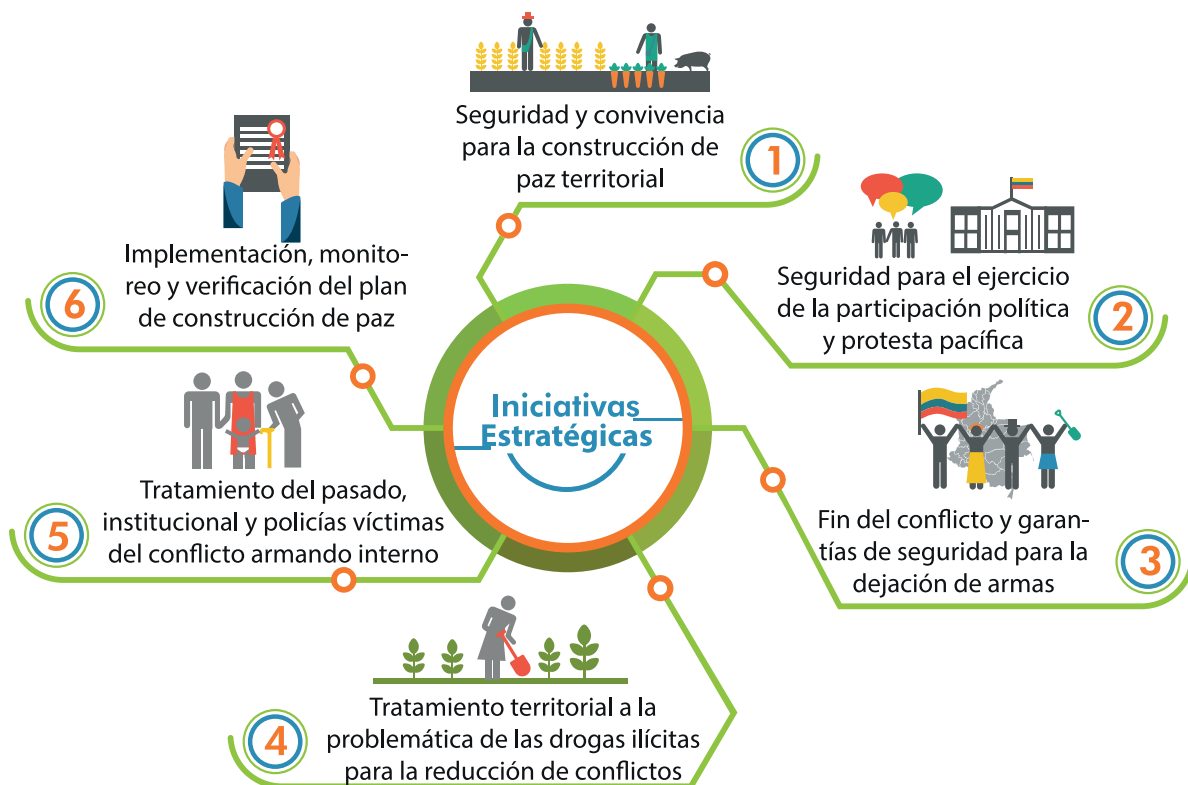 Seguridad y convivencia
para la construcción de
paz territorial
1
Seguridad para el ejercicio
de la participación política
y protesta pacífica
2
Fin del conflicto y garan-
tías de seguridad para la
dejación de armas
3
Tratamiento territorial a la
problemática de las drogas ilícitas
para la reducción de conflictos
4
Tratamiento del pasado,
institucional y policías víctimas
del conflicto armando interno
5
Implementación, monito-
reo y verificación del plan
de construcción de paz
6
Iniciativas
Estratégicas